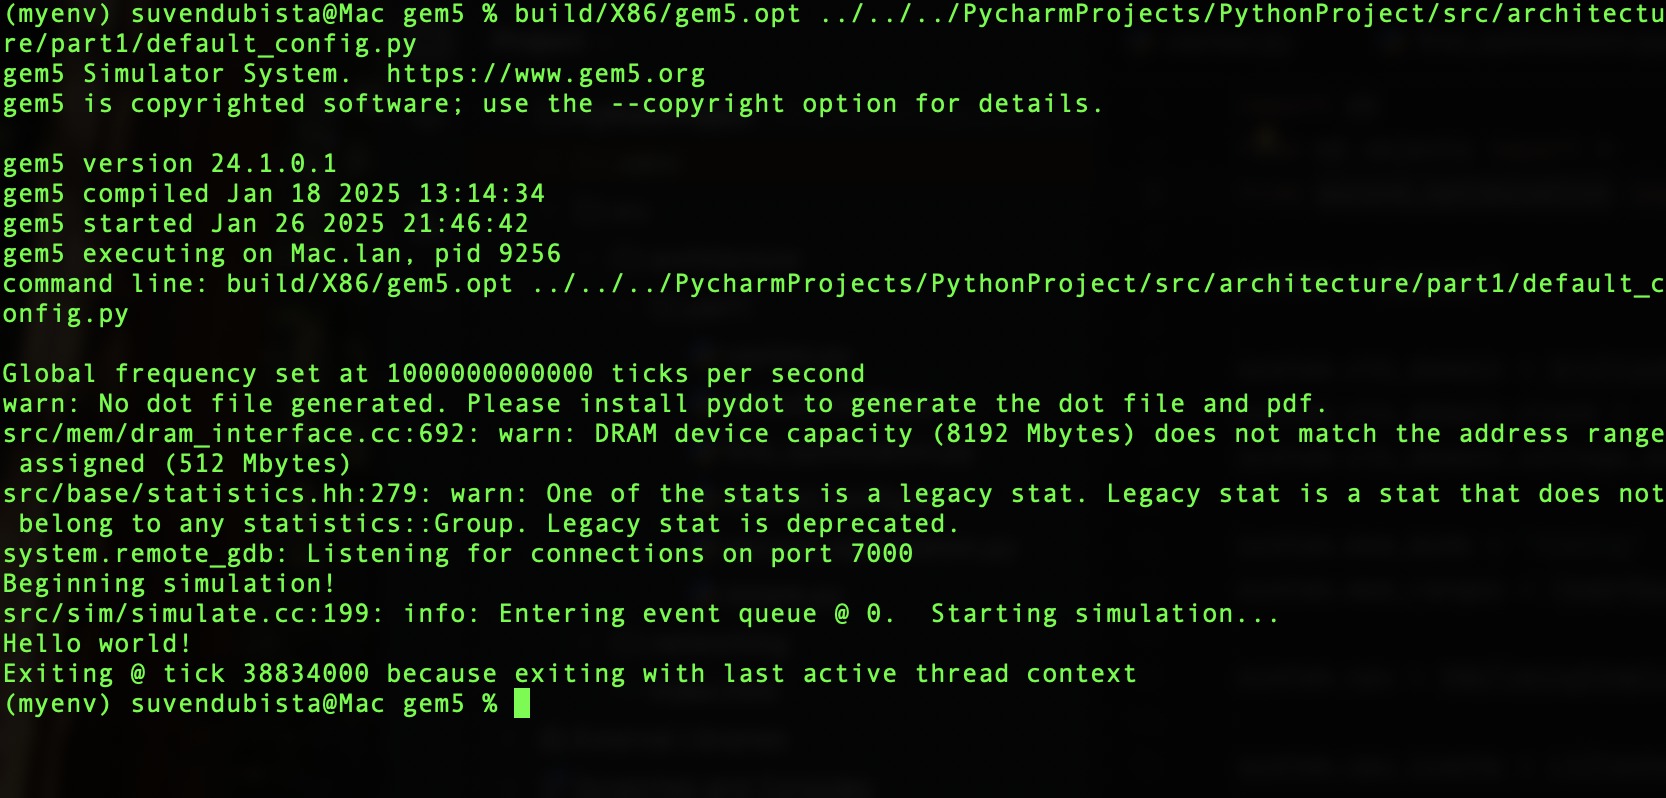 (myenv) suvendubista@Mac gem5 % build/X86/gem5.opt ../../../PycharmProjects/PythonProject/src/architectu
re/part1/default_config.py
gem5 Simulator System.  https://www.gem5.org
gem5 is copyrighted software; use the --copyright option for details.

gem5 version 24.1.0.1
gem5 compiled Jan 18 2025 13:14:34
gem5 started Jan 26 2025 21:46:42
gem5 executing on Mac.lan, pid 9256
command line: build/X86/gem5.opt ../../../PycharmProjects/PythonProject/src/architecture/part1/default_c
onfig.py

Global frequency set at 1000000000000 ticks per second
warn: No dot file generated. Please install pydot to generate the dot file and pdf.
src/mem/dram_interface.cc:692: warn: DRAM device capacity (8192 Mbytes) does not match the address range
 assigned (512 Mbytes)
src/base/statistics.hh:279: warn: One of the stats is a legacy stat. Legacy stat is a stat that does not
 belong to any statistics::Group. Legacy stat is deprecated.
system.remote_gdb: Listening for connections on port 7000
Beginning simulation!
src/sim/simulate.cc:199: info: Entering event queue @ 0.  Starting simulation...
Hello world!
Exiting @ tick 38834000 because exiting with last active thread context
(myenv) suvendubista@Mac gem5 %